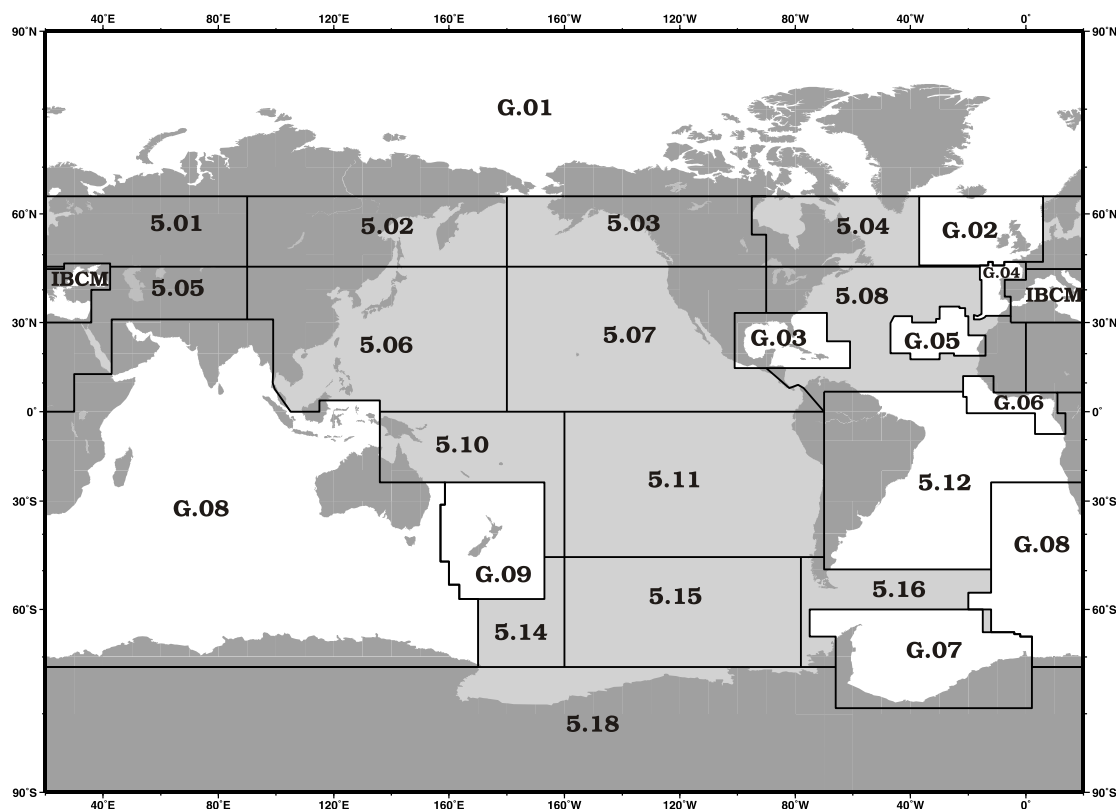 40˚E 80˚E 120˚E 160˚E 160˚W 120˚W 80˚W 40˚W 0˚
90˚N 90˚N
G.01
60˚N 5.01 5.02 5.03 5.04 G.02 60˚N
IBCM 5.05 5.08 G.04 IBCM
30˚N 5.06 5.07 G.03 G.05 30˚N
0˚ G.06 0˚
5.10 5.11 5.12
30˚S G.08 30˚S
G.08
G.09 5.15 5.16
60˚S 60˚S
5.14 G.07
5.18
90˚S 90˚S
40˚E 80˚E 120˚E 160˚E 160˚W 120˚W 80˚W 40˚W 0˚